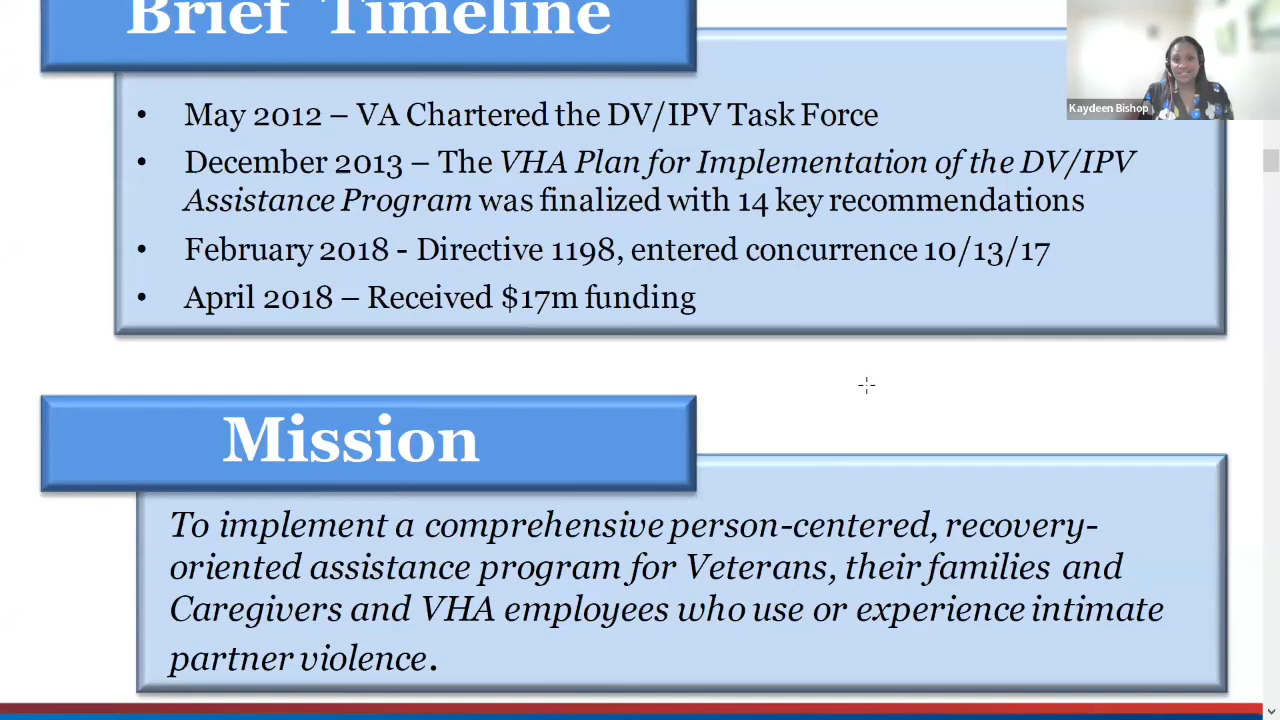 Brief Timeline
Kaydeen Bishop
• May 2012 – VA Chartered the DV/IPV Task Force
• December 2013 – The VHA Plan for Implementation of the DV/IPV
Assistance Program was finalized with 14 key recommendations
• February 2018 - Directive 1198, entered concurrence 10/13/17
• April 2018 – Received $17m funding
Mission
To implement a comprehensive person-centered, recovery-
oriented assistance program for Veterans, their families and
Caregivers and VHA employees who use or experience intimate
partner violence.